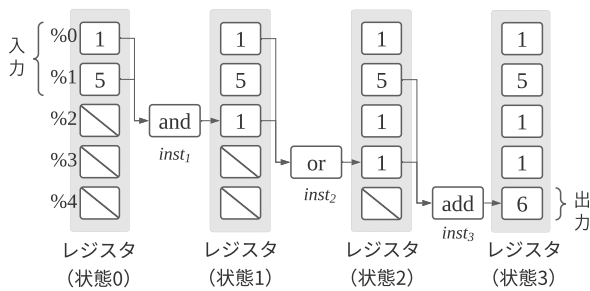 入力
%0 1 1 1 1
%1 5 5 5 5
%2 and 1 1 1
inst1
%3 or 1 1
inst2
%4 add 6
inst3
出力
レジスタ
（状態0）
レジスタ
（状態1）
レジスタ
（状態2）
レジスタ
（状態3）